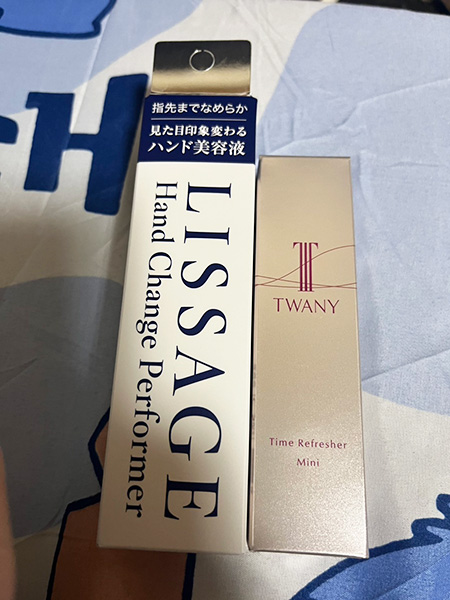 指先までなめらか
見た目印象変わる
ハンド美容液
LISSAGE
Hand Change Performer
TWANY
Time Refresher
Mini